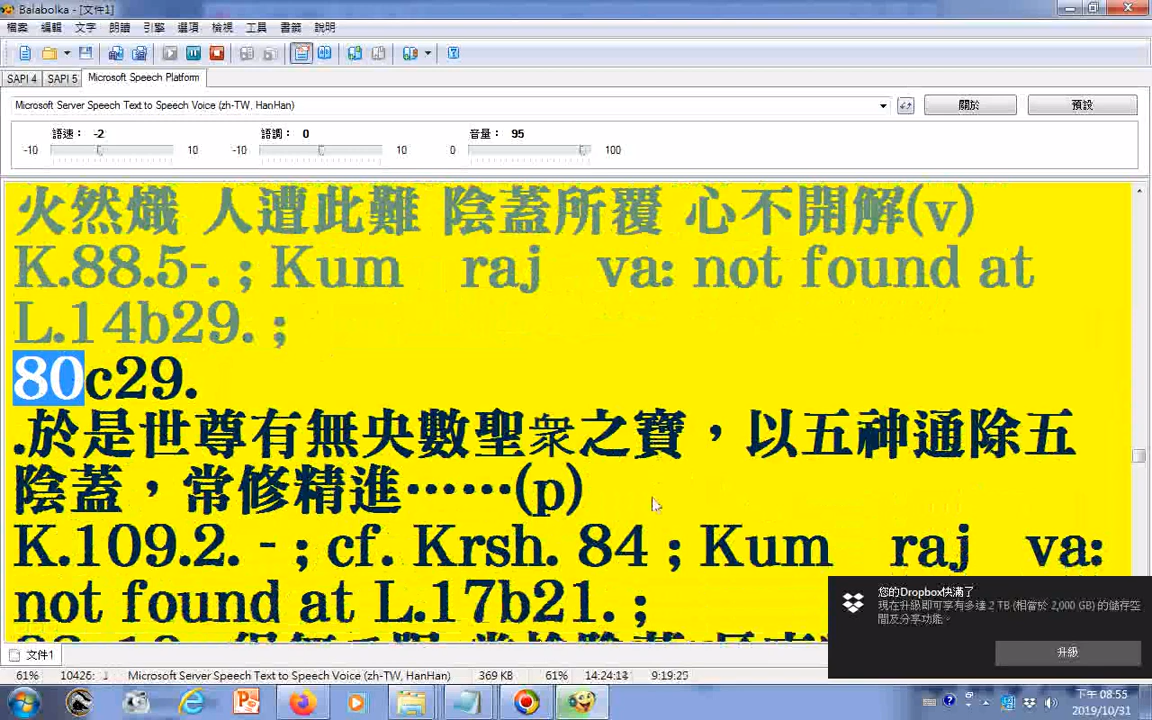 Balabolka - [文件1]
檔案 編輯 文字 朗讀 引擎 選項 檢視 工具 書籤 說明
SAPI 4 SAPI 5 Microsoft Speech Platform
Microsoft Server Speech Text to Speech Voice (zh-TW, HanHan) 關於 預設
語速： -2 語調： 0 音量： 95
-10 10 -10 10 0 100
火然熾 人遭此難 陰蓋所覆 心不開解(v)
K.88.5-. ; Kum raj va: not found at
L.14b29. ;
80c29.
.於是世尊有無央數聖衆之寶，以五神通除五
陰蓋，常修精進……(p)
K.109.2. - ; cf. Krsh. 84 ; Kum raj va:
not found at L.17b21. ;
您的Dropbox快滿了
現在升級即可享有多達 2 TB (相當於 2,000 GB) 的儲存空
間及分享功能。
升級
文件1
61% Microsoft Server Speech Text to Speech Voice (zh-TW, HanHan) 369 KB 61% 14:24:13 9:19:25
下午 08:55
2019/10/31